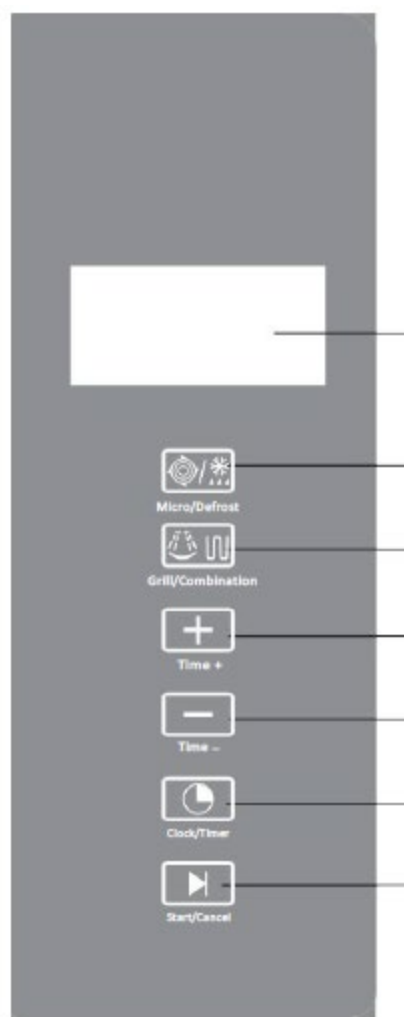 Micro/Defrost
Grill/Combination
Time +
Time –
Clock/Timer
Start/Cancel